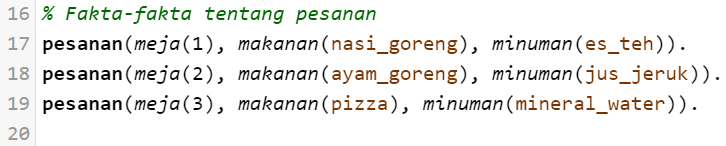 16 % Fakta-fakta tentang pesanan
17 pesanan(meja(1), makanan(nasi_goreng), minuman(es_teh)).
18 pesanan(meja(2), makanan(ayam_goreng), minuman(jus_jeruk)).
19 pesanan(meja(3), makanan(pizza), minuman(mineral_water)).
20